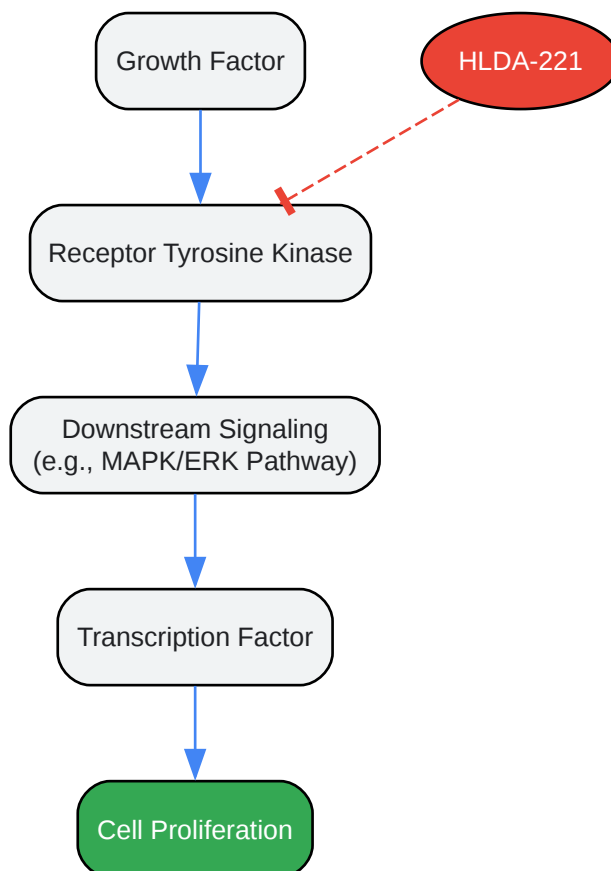 Growth Factor
HLDA-221
Receptor Tyrosine Kinase
Downstream Signaling
(e.g., MAPK/ERK Pathway)
Transcription Factor
Cell Proliferation